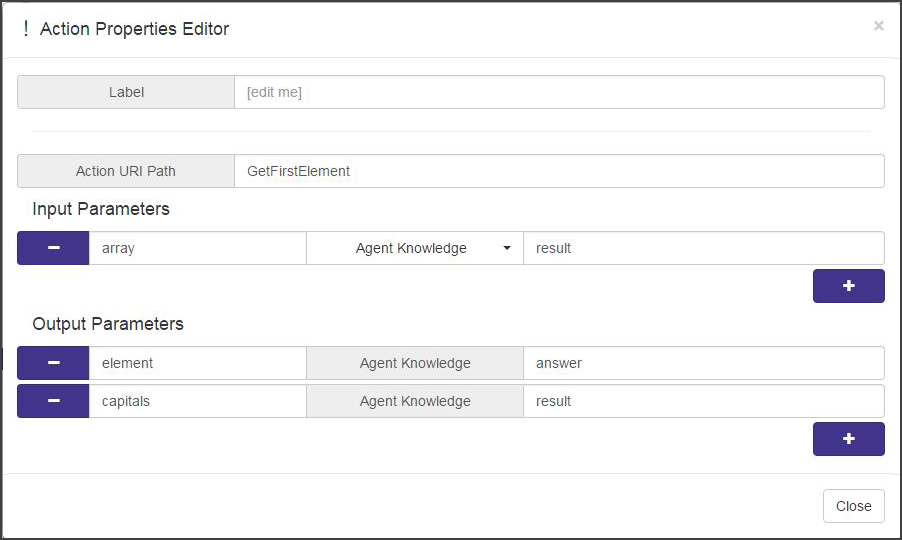 ! Action Properties Editor ×
Label [edit me]
Action URI Path GetFirstElement
Input Parameters
− array Agent Knowledge result
+
Output Parameters
− element Agent Knowledge answer
− capitals Agent Knowledge result
+
Close